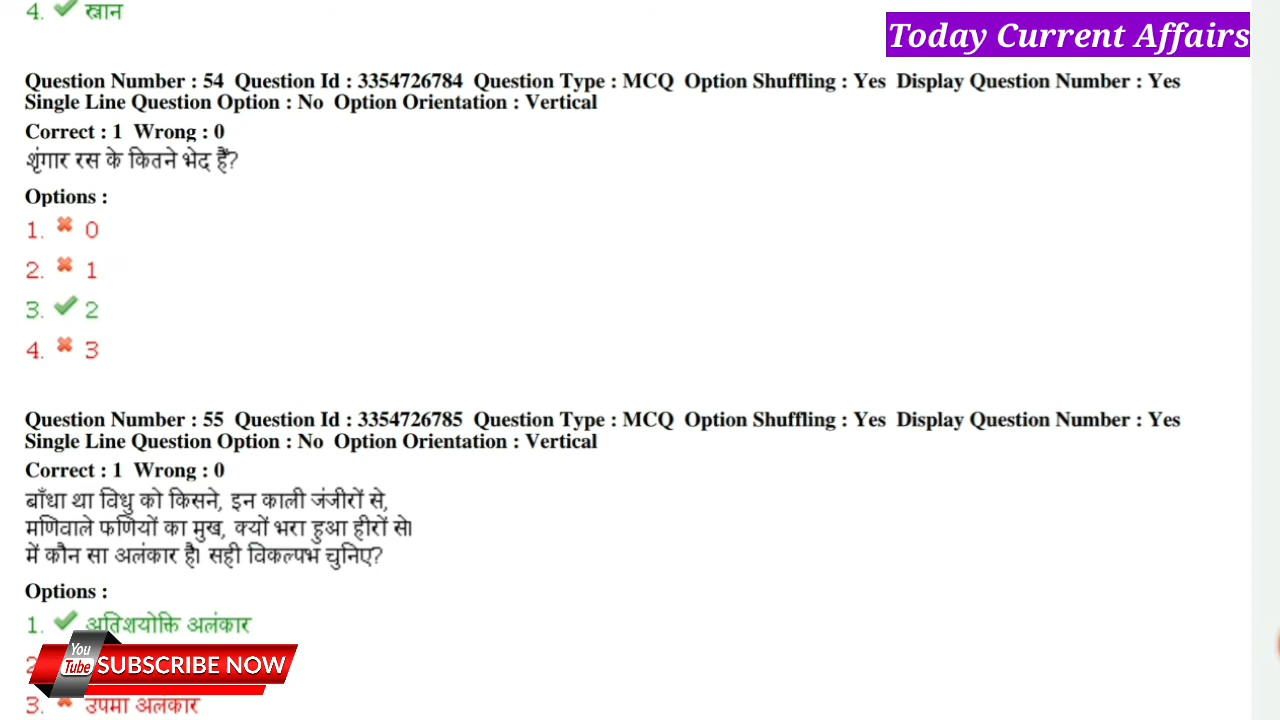 4. स्नान
Today Current Affairs
Question Number : 54 Question Id : 3354726784 Question Type : MCQ Option Shuffling : Yes Display Question Number : Yes
Single Line Question Option : No Option Orientation : Vertical
Correct : 1 Wrong : 0
शृंगार रस के कितने भेद हैं?
Options :
1. 0
2. 1
3. 2
4. 3
Question Number : 55 Question Id : 3354726785 Question Type : MCQ Option Shuffling : Yes Display Question Number : Yes
Single Line Question Option : No Option Orientation : Vertical
Correct : 1 Wrong : 0
बाँधा था विधु को किसने, इन काली जंजीरों से,
मणिवाले फणियों का मुख, क्यों भरा हुआ हीरों से।
में कौन सा अलंकार है। सही विकल्पभ चुनिए?
Options :
1. अतिशयोक्ति अलंकार
2
You
Tube SUBSCRIBE NOW
3. उपमा अलंकार